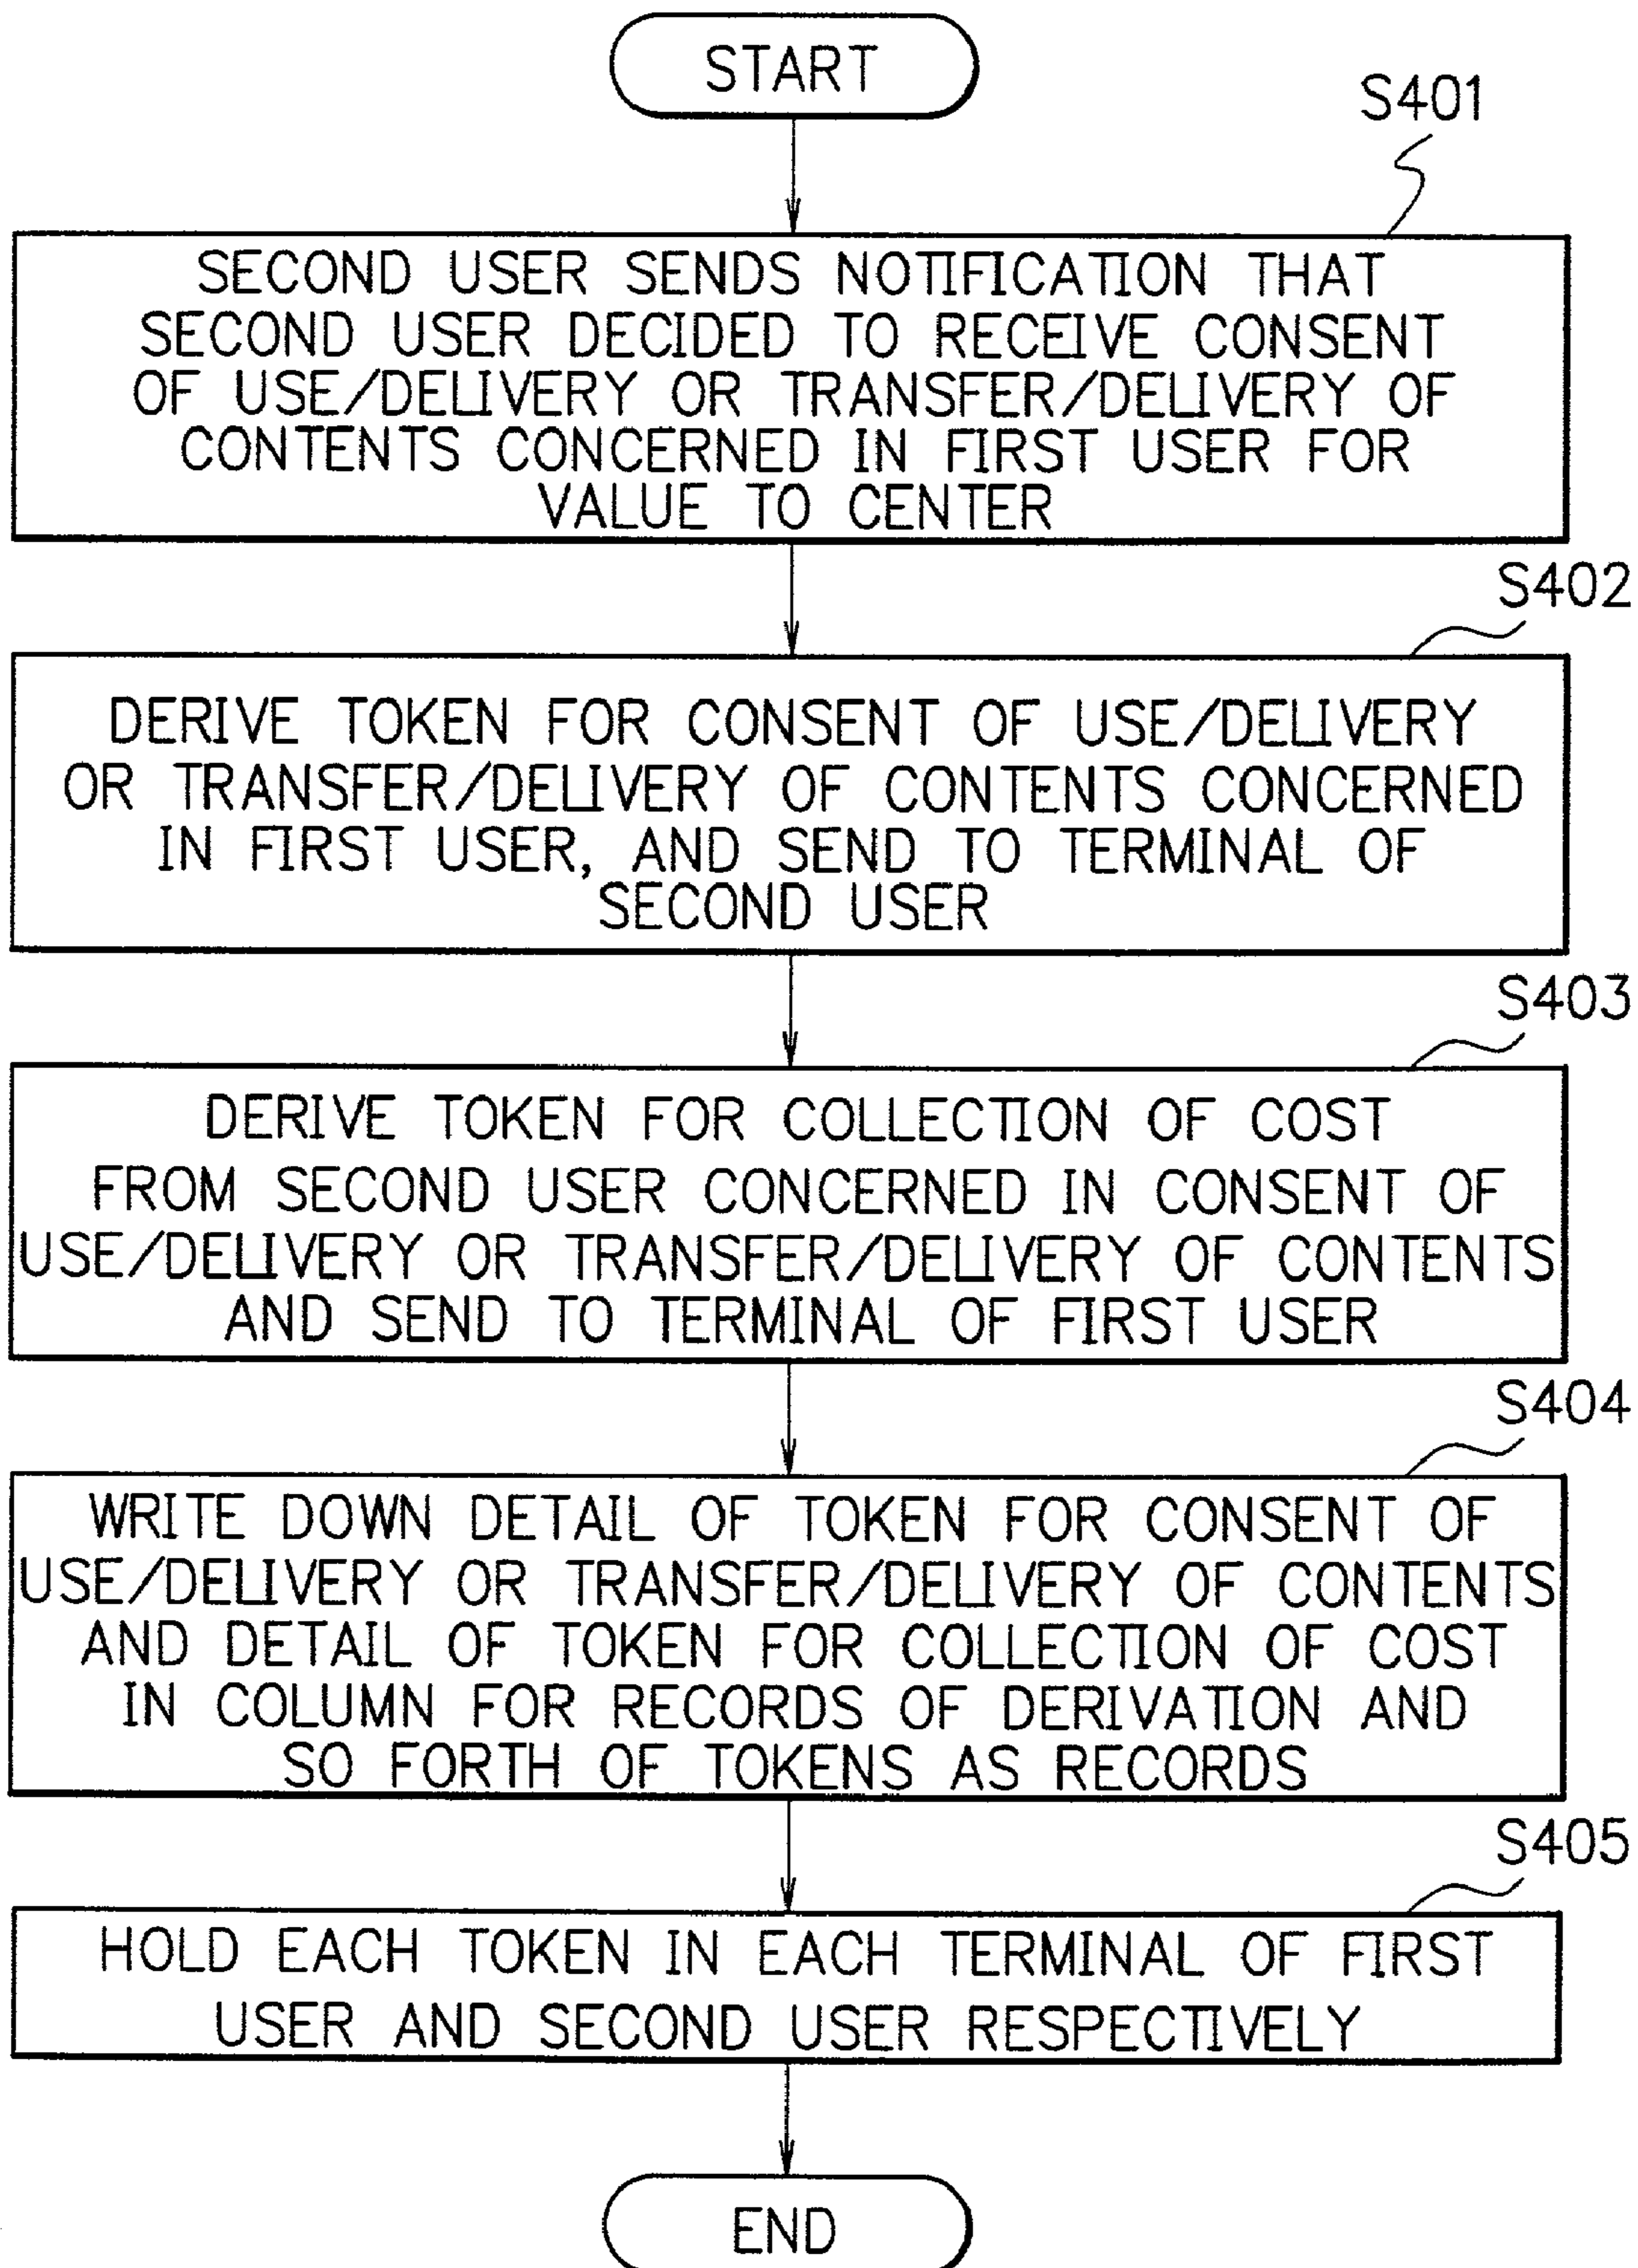 START
S401
SECOND USER SENDS NOTIFICATION THAT
SECOND USER DECIDED TO RECEIVE CONSENT
OF USE/DELIVERY OR TRANSFER/DELIVERY OF
CONTENTS CONCERNED IN FIRST USER FOR
VALUE TO CENTER
S402
DERIVE TOKEN FOR CONSENT OF USE/DELIVERY
OR TRANSFER/DELIVERY OF CONTENTS CONCERNED
IN FIRST USER, AND SEND TO TERMINAL OF
SECOND USER
S403
DERIVE TOKEN FOR COLLECTION OF COST
FROM SECOND USER CONCERNED IN CONSENT OF
USE/DELIVERY OR TRANSFER/DELIVERY OF CONTENTS
AND SEND TO TERMINAL OF FIRST USER
S404
WRITE DOWN DETAIL OF TOKEN FOR CONSENT OF
USE/DELIVERY OR TRANSFER/DELIVERY OF CONTENTS
AND DETAIL OF TOKEN FOR COLLECTION OF COST
IN COLUMN FOR RECORDS OF DERIVATION AND
SO FORTH OF TOKENS AS RECORDS
S405
HOLD EACH TOKEN IN EACH TERMINAL OF FIRST
USER AND SECOND USER RESPECTIVELY
END